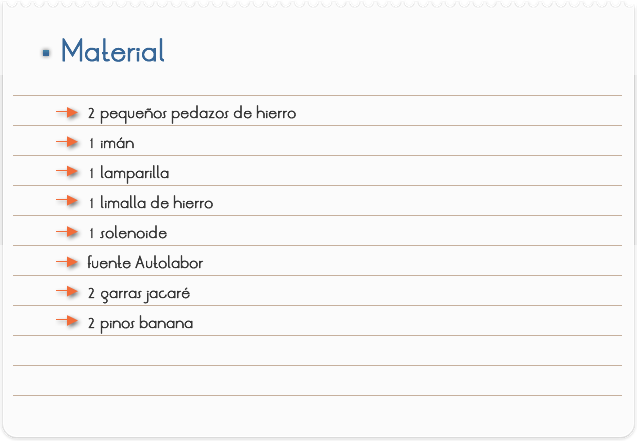 Material
2 pequeños pedazos de hierro
1 imán
1 lamparilla
1 limalla de hierro
1 solenoide
fuente Autolabor
2 garras jacaré
2 pinos banana